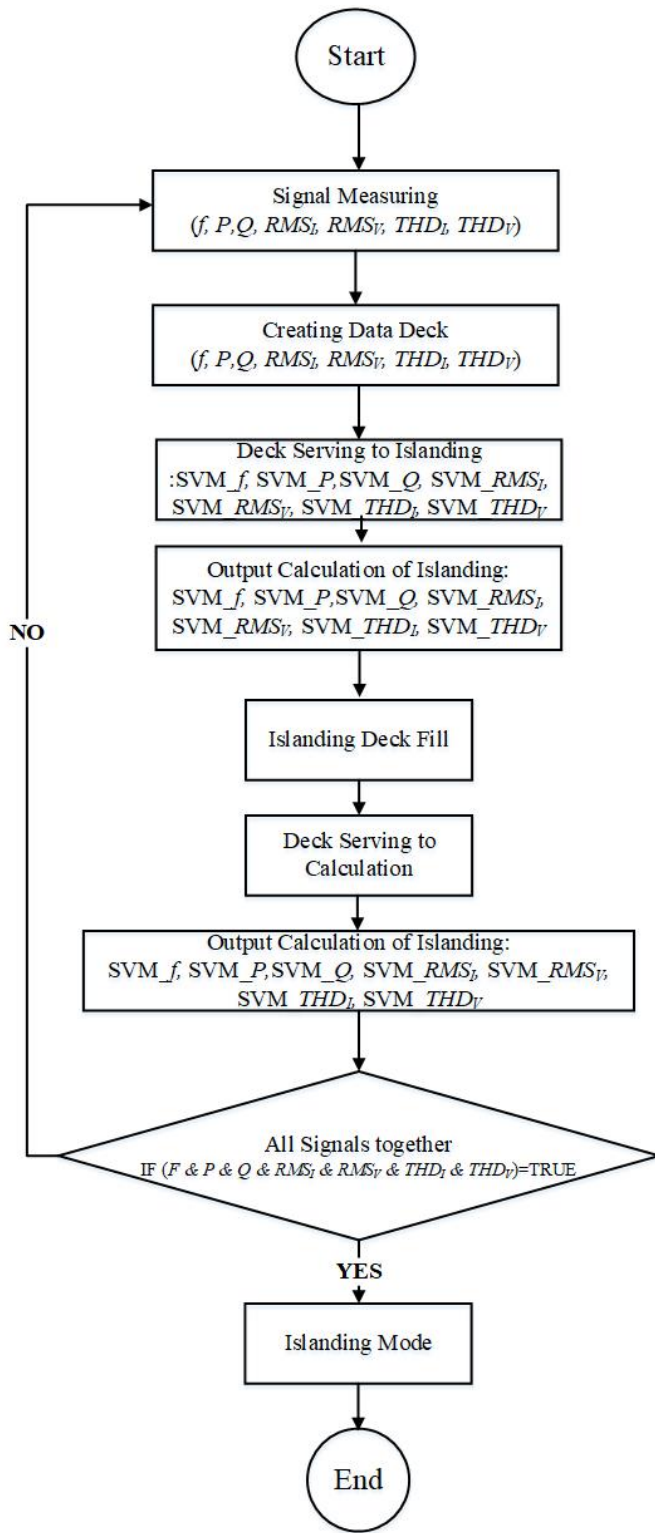 Start
Signal Measuring
(f, P,Q, RMS_I, RMS_V, THD_I, THD_V)
Creating Data Deck
(f, P,Q, RMS_I, RMS_V, THD_I, THD_V)
Deck Serving to Islanding
:SVM_f, SVM_P,SVM_Q, SVM_RMS_I,
SVM_RMS_V, SVM_THD_I, SVM_THD_V
Output Calculation of Islanding:
SVM_f, SVM_P,SVM_Q, SVM_RMS_I,
SVM_RMS_V, SVM_THD_I, SVM_THD_V
NO
Islanding Deck Fill
Deck Serving to
Calculation
Output Calculation of Islanding:
SVM_f, SVM_P,SVM_Q, SVM_RMS_I, SVM_RMS_V,
SVM_THD_I, SVM_THD_V
All Signals together
IF (F & P & Q & RMS_I & RMS_V & THD_I & THD_V)=TRUE
YES
Islanding Mode
End